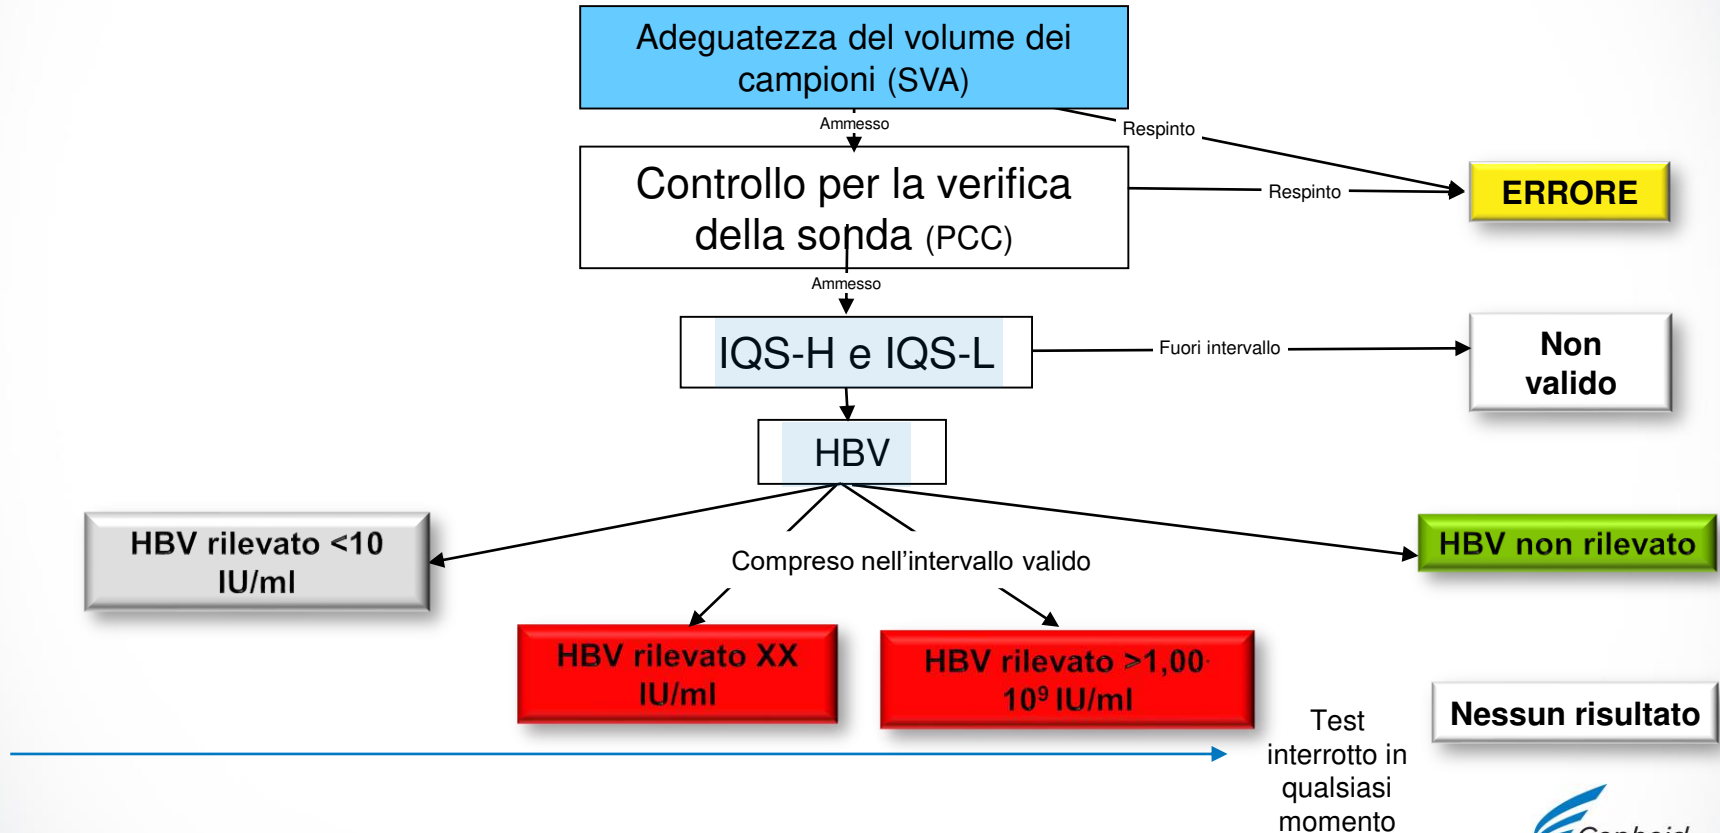 Adeguatezza del volume dei
campioni (SVA)
Ammesso
Respinto
Controllo per la verifica
della sonda (PCC)
Respinto
ERRORE
Ammesso
IQS-H e IQS-L
Fuori intervallo
Non
valido
HBV
HBV rilevato <10
IU/ml
Compreso nell’intervallo valido
HBV non rilevato
HBV rilevato XX
IU/ml
HBV rilevato >1,00·
10⁹ IU/ml
Test
interrotto in
qualsiasi
momento
Nessun risultato
Cepheid